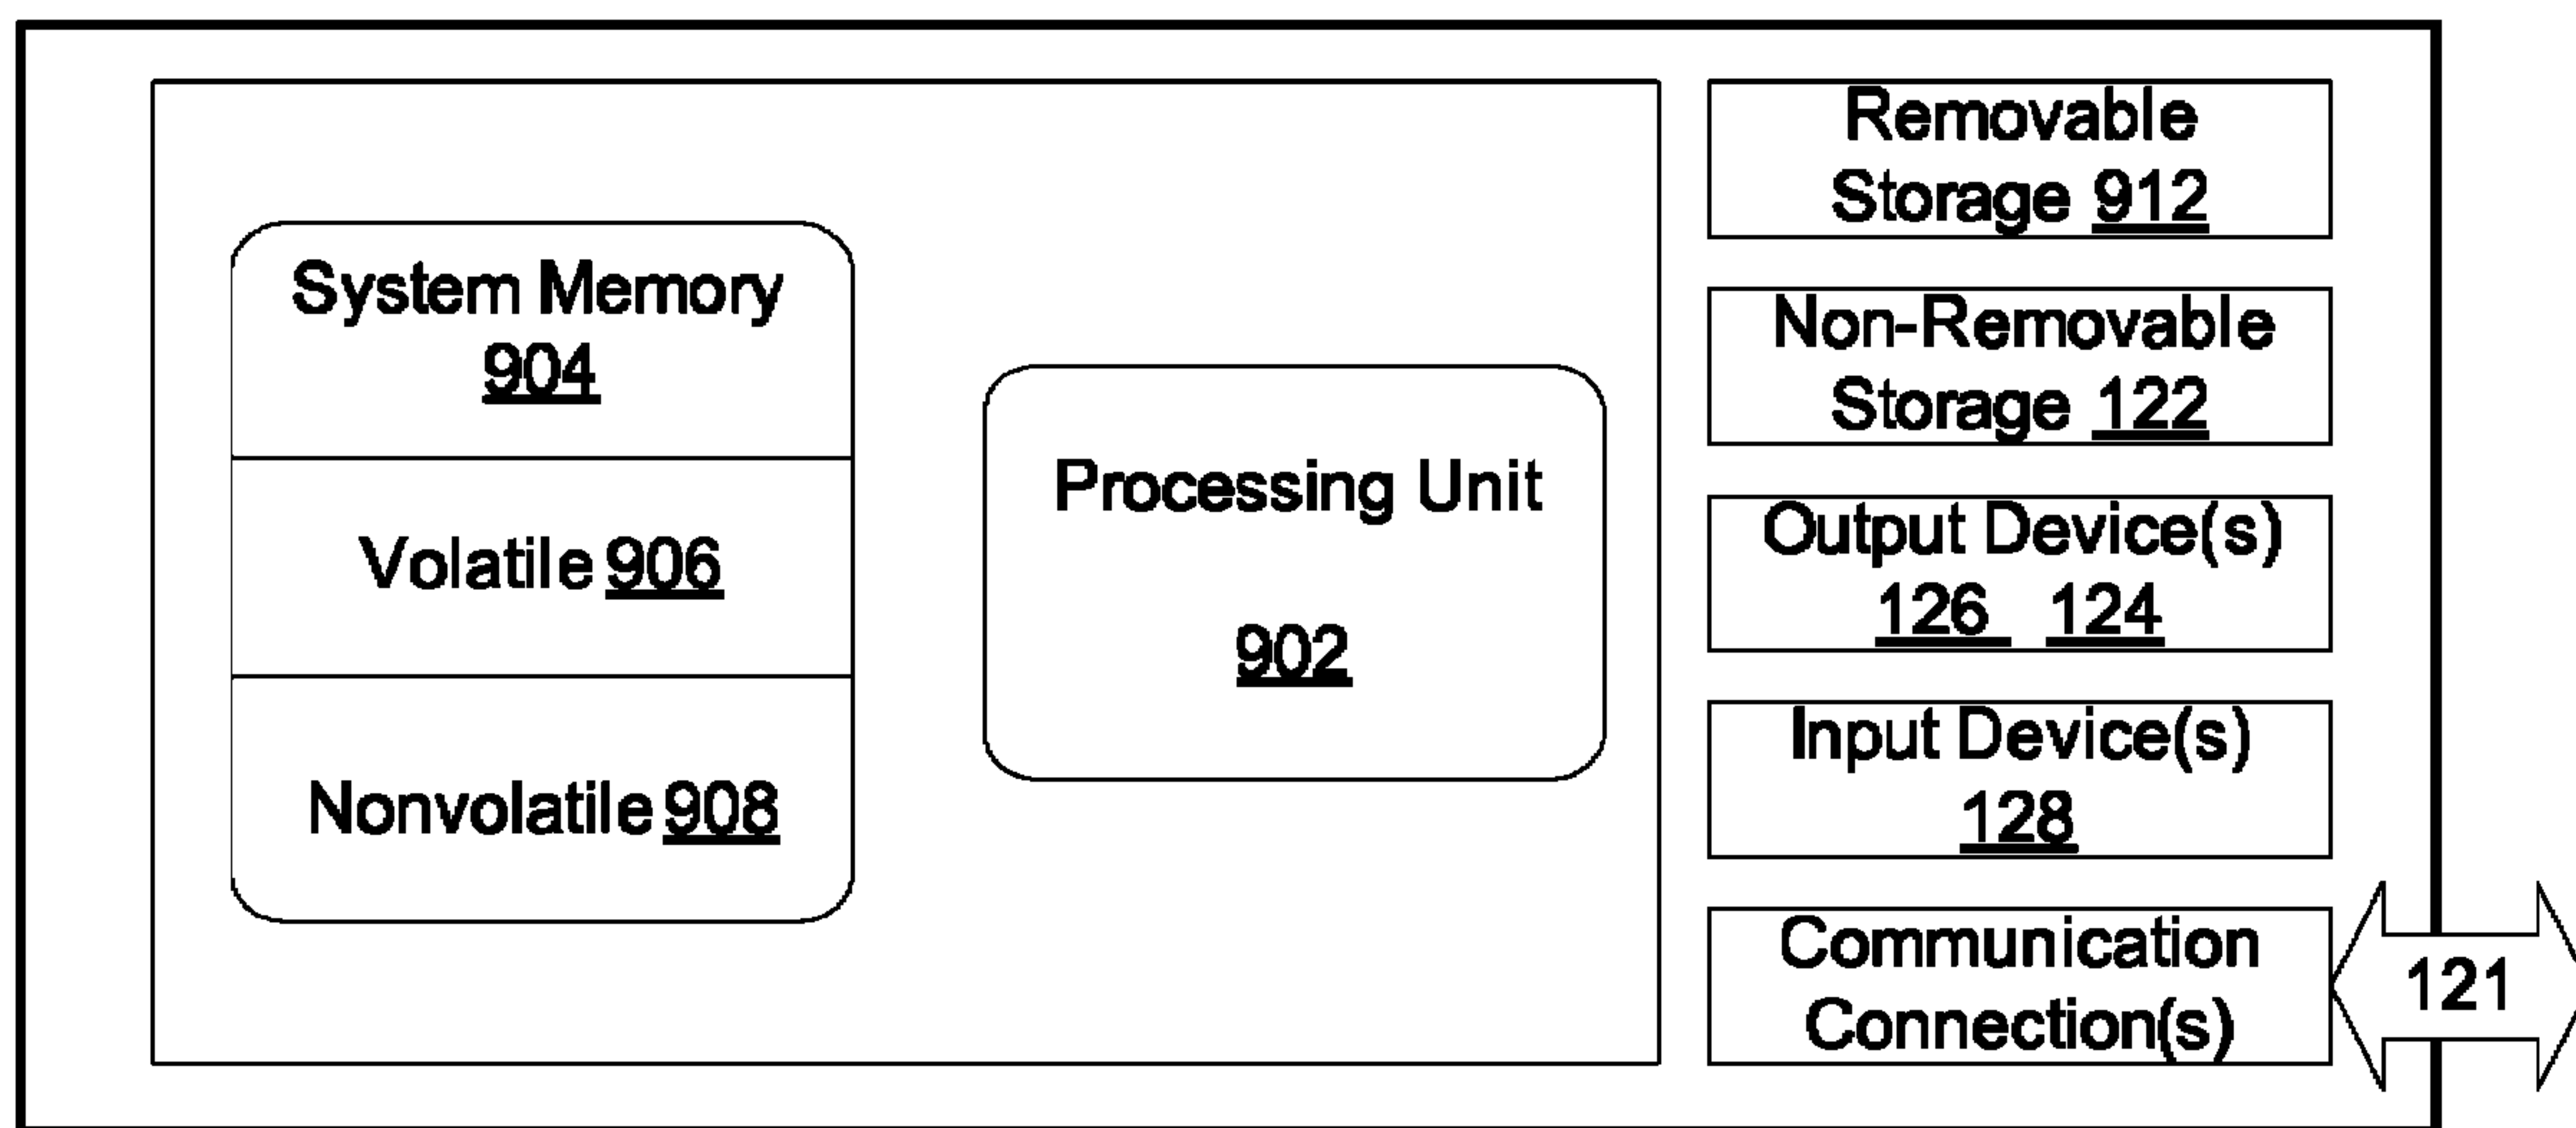 System Memory
904
Volatile 906
Nonvolatile 908
Processing Unit
902
Removable
Storage 912
Non-Removable
Storage 122
Output Device(s)
126 124
Input Device(s)
128
Communication
Connection(s)
121